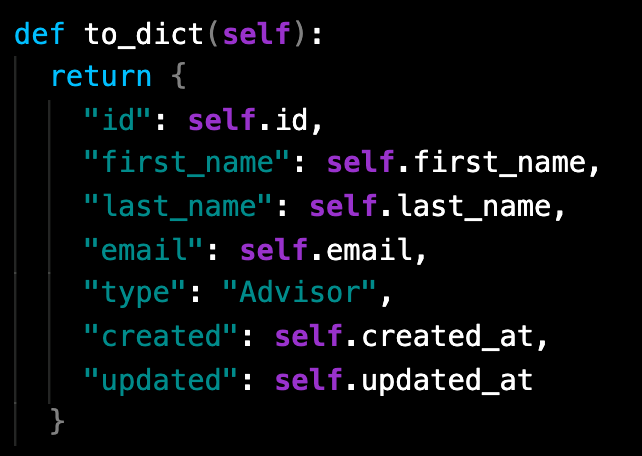 def to_dict(self):
  return {
    "id": self.id,
    "first_name": self.first_name,
    "last_name": self.last_name,
    "email": self.email,
    "type": "Advisor",
    "created": self.created_at,
    "updated": self.updated_at
  }